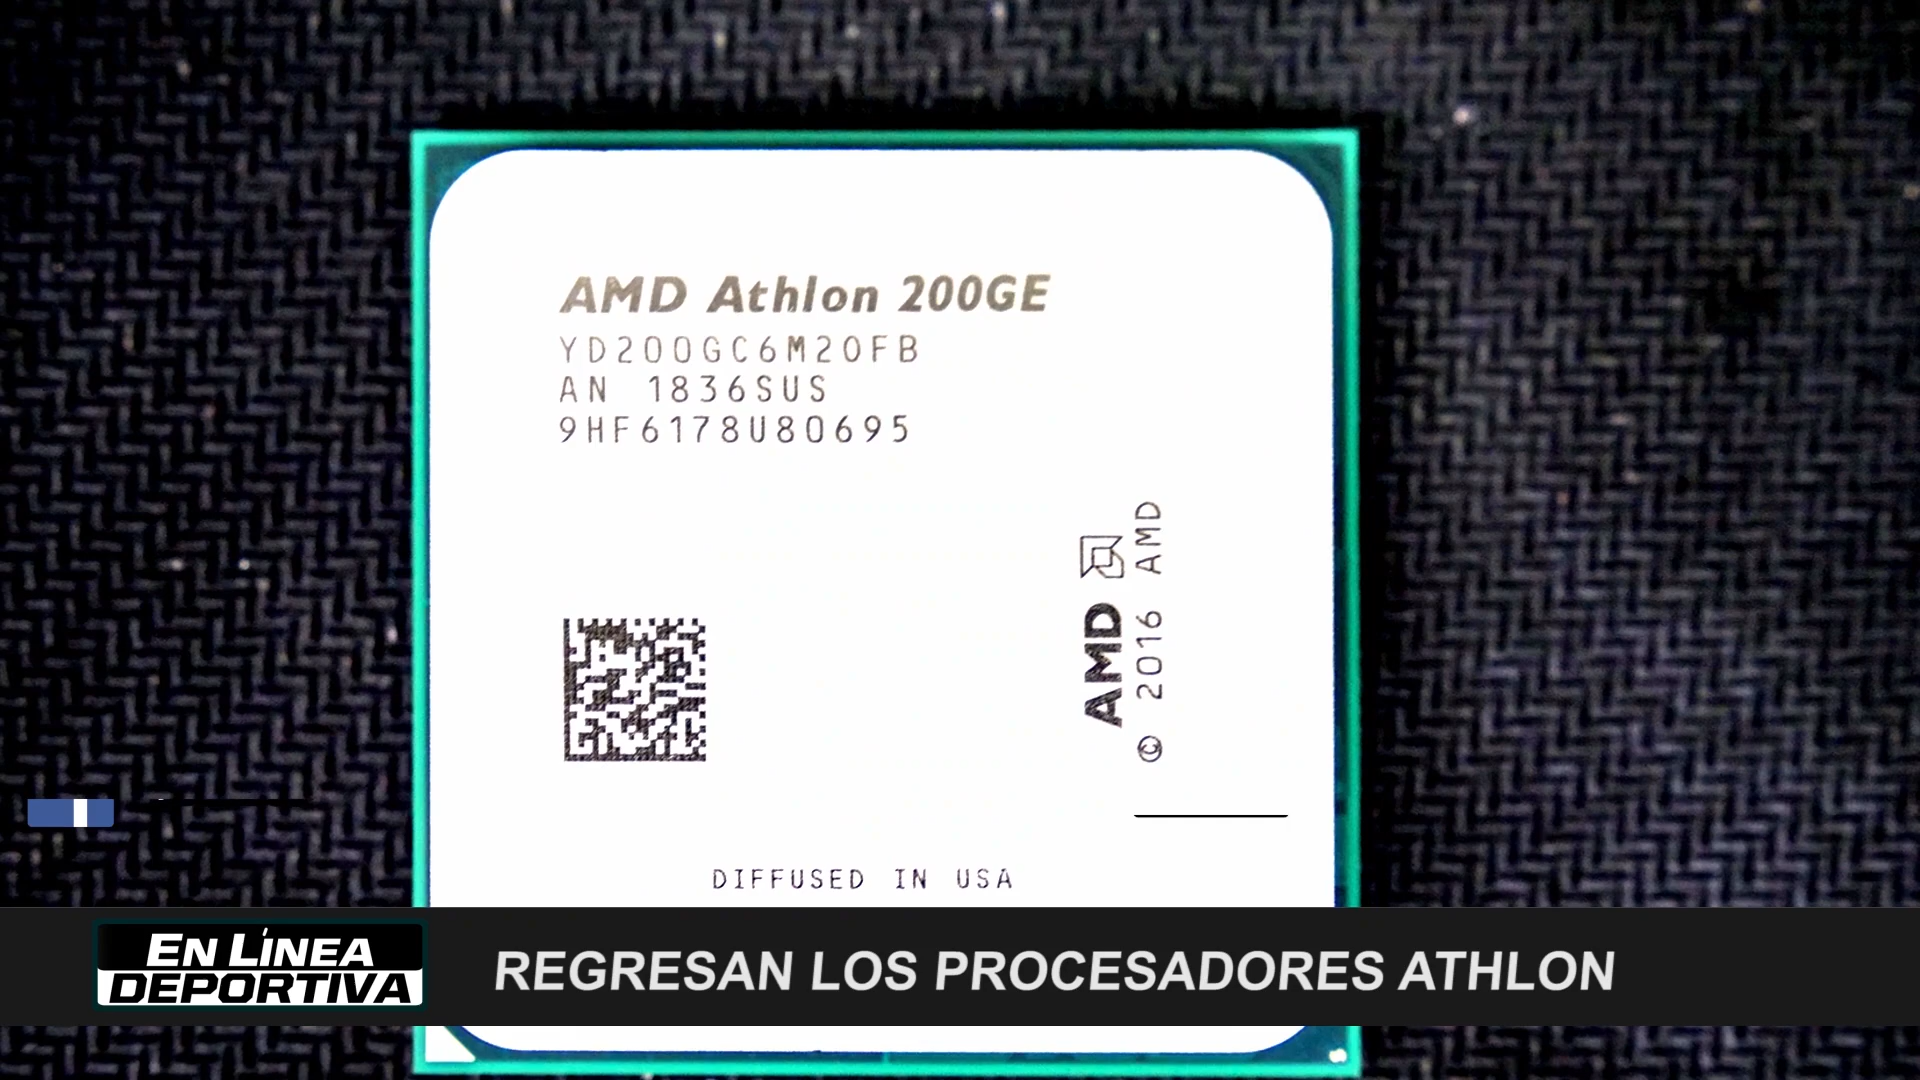 AMD Athlon 200GE
YD200GC6M2OFB
AN 1836SUS
9HF6178U80695
AMD
© 2016 AMD
DIFFUSED IN USA
EN LÍNEA
DEPORTIVA
REGRESAN LOS PROCESADORES ATHLON